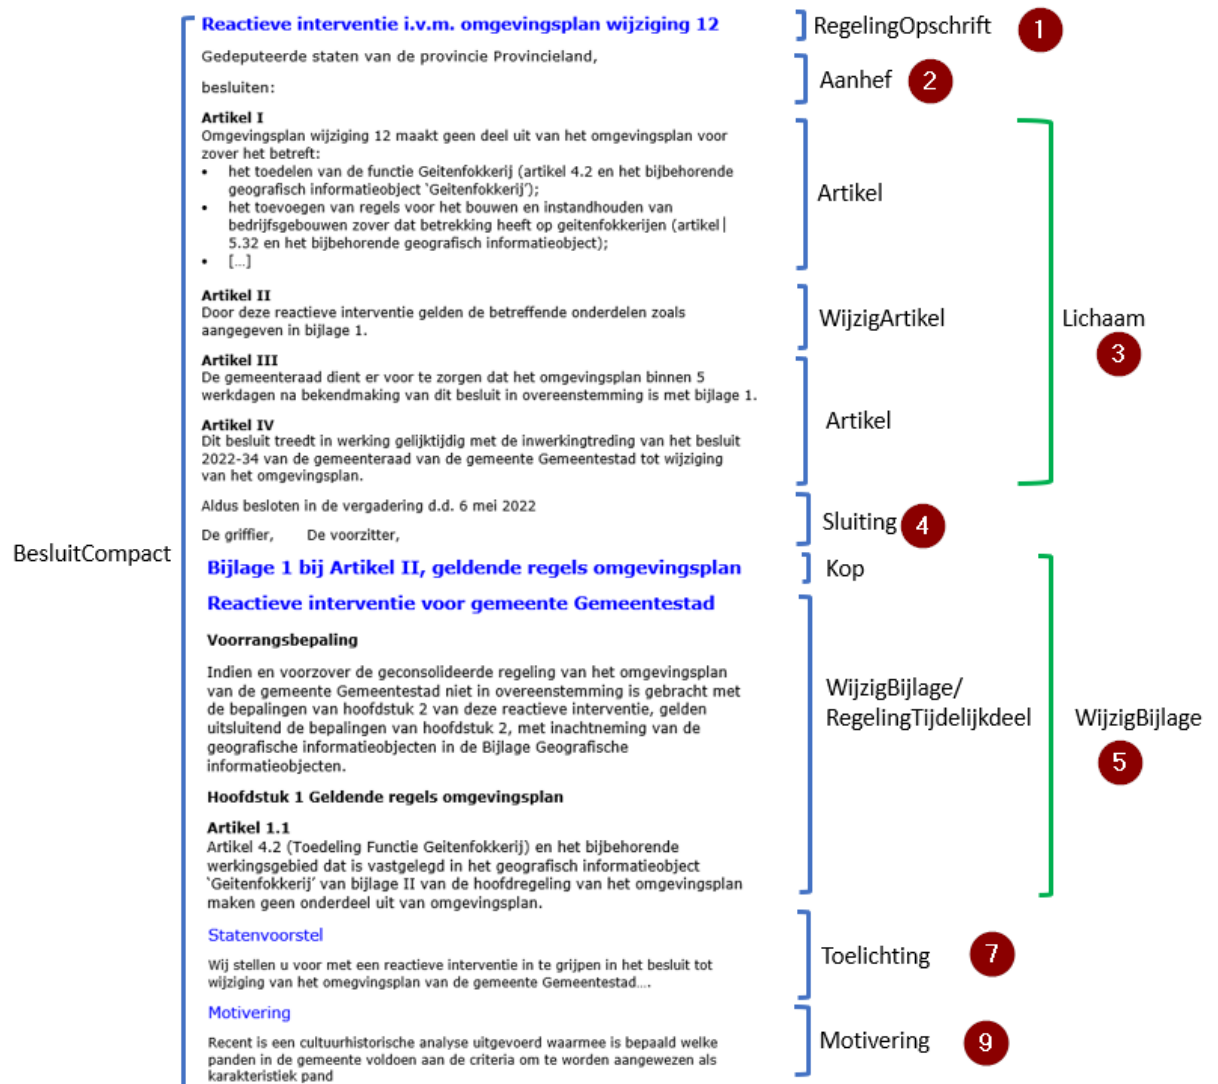 Reactieve interventie i.v.m. omgevingsplan wijziging 12
RegelingOpschrift 1
Gedeputeerde staten van de provincie Provincieland,
besluiten:
Aanhef 2
Artikel I
Omgevingsplan wijziging 12 maakt geen deel uit van het omgevingsplan voor
zover het betreft:
• het toedelen van de functie Geitenfokkerij (artikel 4.2 en het bijbehorende
geografisch informatieobject ‘Geitenfokkerij’);
• het toevoegen van regels voor het bouwen en instandhouden van
bedrijfsgebouwen zover dat betrekking heeft op geitenfokkerijen (artikel
5.32 en het bijbehorende geografisch informatieobject);
• [...]
Artikel
Artikel II
Door deze reactieve interventie gelden de betreffende onderdelen zoals
aangegeven in bijlage 1.
WijzigArtikel
Lichaam
3
Artikel III
De gemeenteraad dient er voor te zorgen dat het omgevingsplan binnen 5
werkdagen na bekendmaking van dit besluit in overeenstemming is met bijlage 1.
Artikel IV
Dit besluit treedt in werking gelijktijdig met de inwerkingtreding van het besluit
2022-34 van de gemeenteraad van de gemeente Gemeentestad tot wijziging
van het omgevingsplan.
Artikel
Aldus besloten in de vergadering d.d. 6 mei 2022
De griffier, De voorzitter,
Sluiting 4
BesluitCompact
Bijlage 1 bij Artikel II, geldende regels omgevingsplan
Kop
Reactieve interventie voor gemeente Gemeentestad
Voorrangsbepaling
Indien en voorzover de geconsolideerde regeling van het omgevingsplan
van de gemeente Gemeentestad niet in overeenstemming is gebracht met
de bepalingen van hoofdstuk 2 van deze reactieve interventie, gelden
uitsluitend de bepalingen van hoofdstuk 2, met inachtneming van de
geografische informatieobjecten in de Bijlage Geografische
informatieobjecten.
WijzigBijlage/
RegelingTijdelijkdeel
WijzigBijlage
5
Hoofdstuk 1 Geldende regels omgevingsplan
Artikel 1.1
Artikel 4.2 (Toedeling Functie Geitenfokkerij) en het bijbehorende
werkingsgebied dat is vastgelegd in het geografisch informatieobject
‘Geitenfokkerij’ van bijlage II van de hoofdregeling van het omgevingsplan
maken geen onderdeel uit van omgevingsplan.
Statenvoorstel
Wij stellen u voor met een reactieve interventie in te grijpen in het besluit tot
wijziging van het omegvingsplan van de gemeente Gemeentestad....
Toelichting 7
Motivering
Recent is een cultuurhistorische analyse uitgevoerd waarmee is bepaald welke
panden in de gemeente voldoen aan de criteria om te worden aangewezen als
karakteristiek pand
Motivering 9